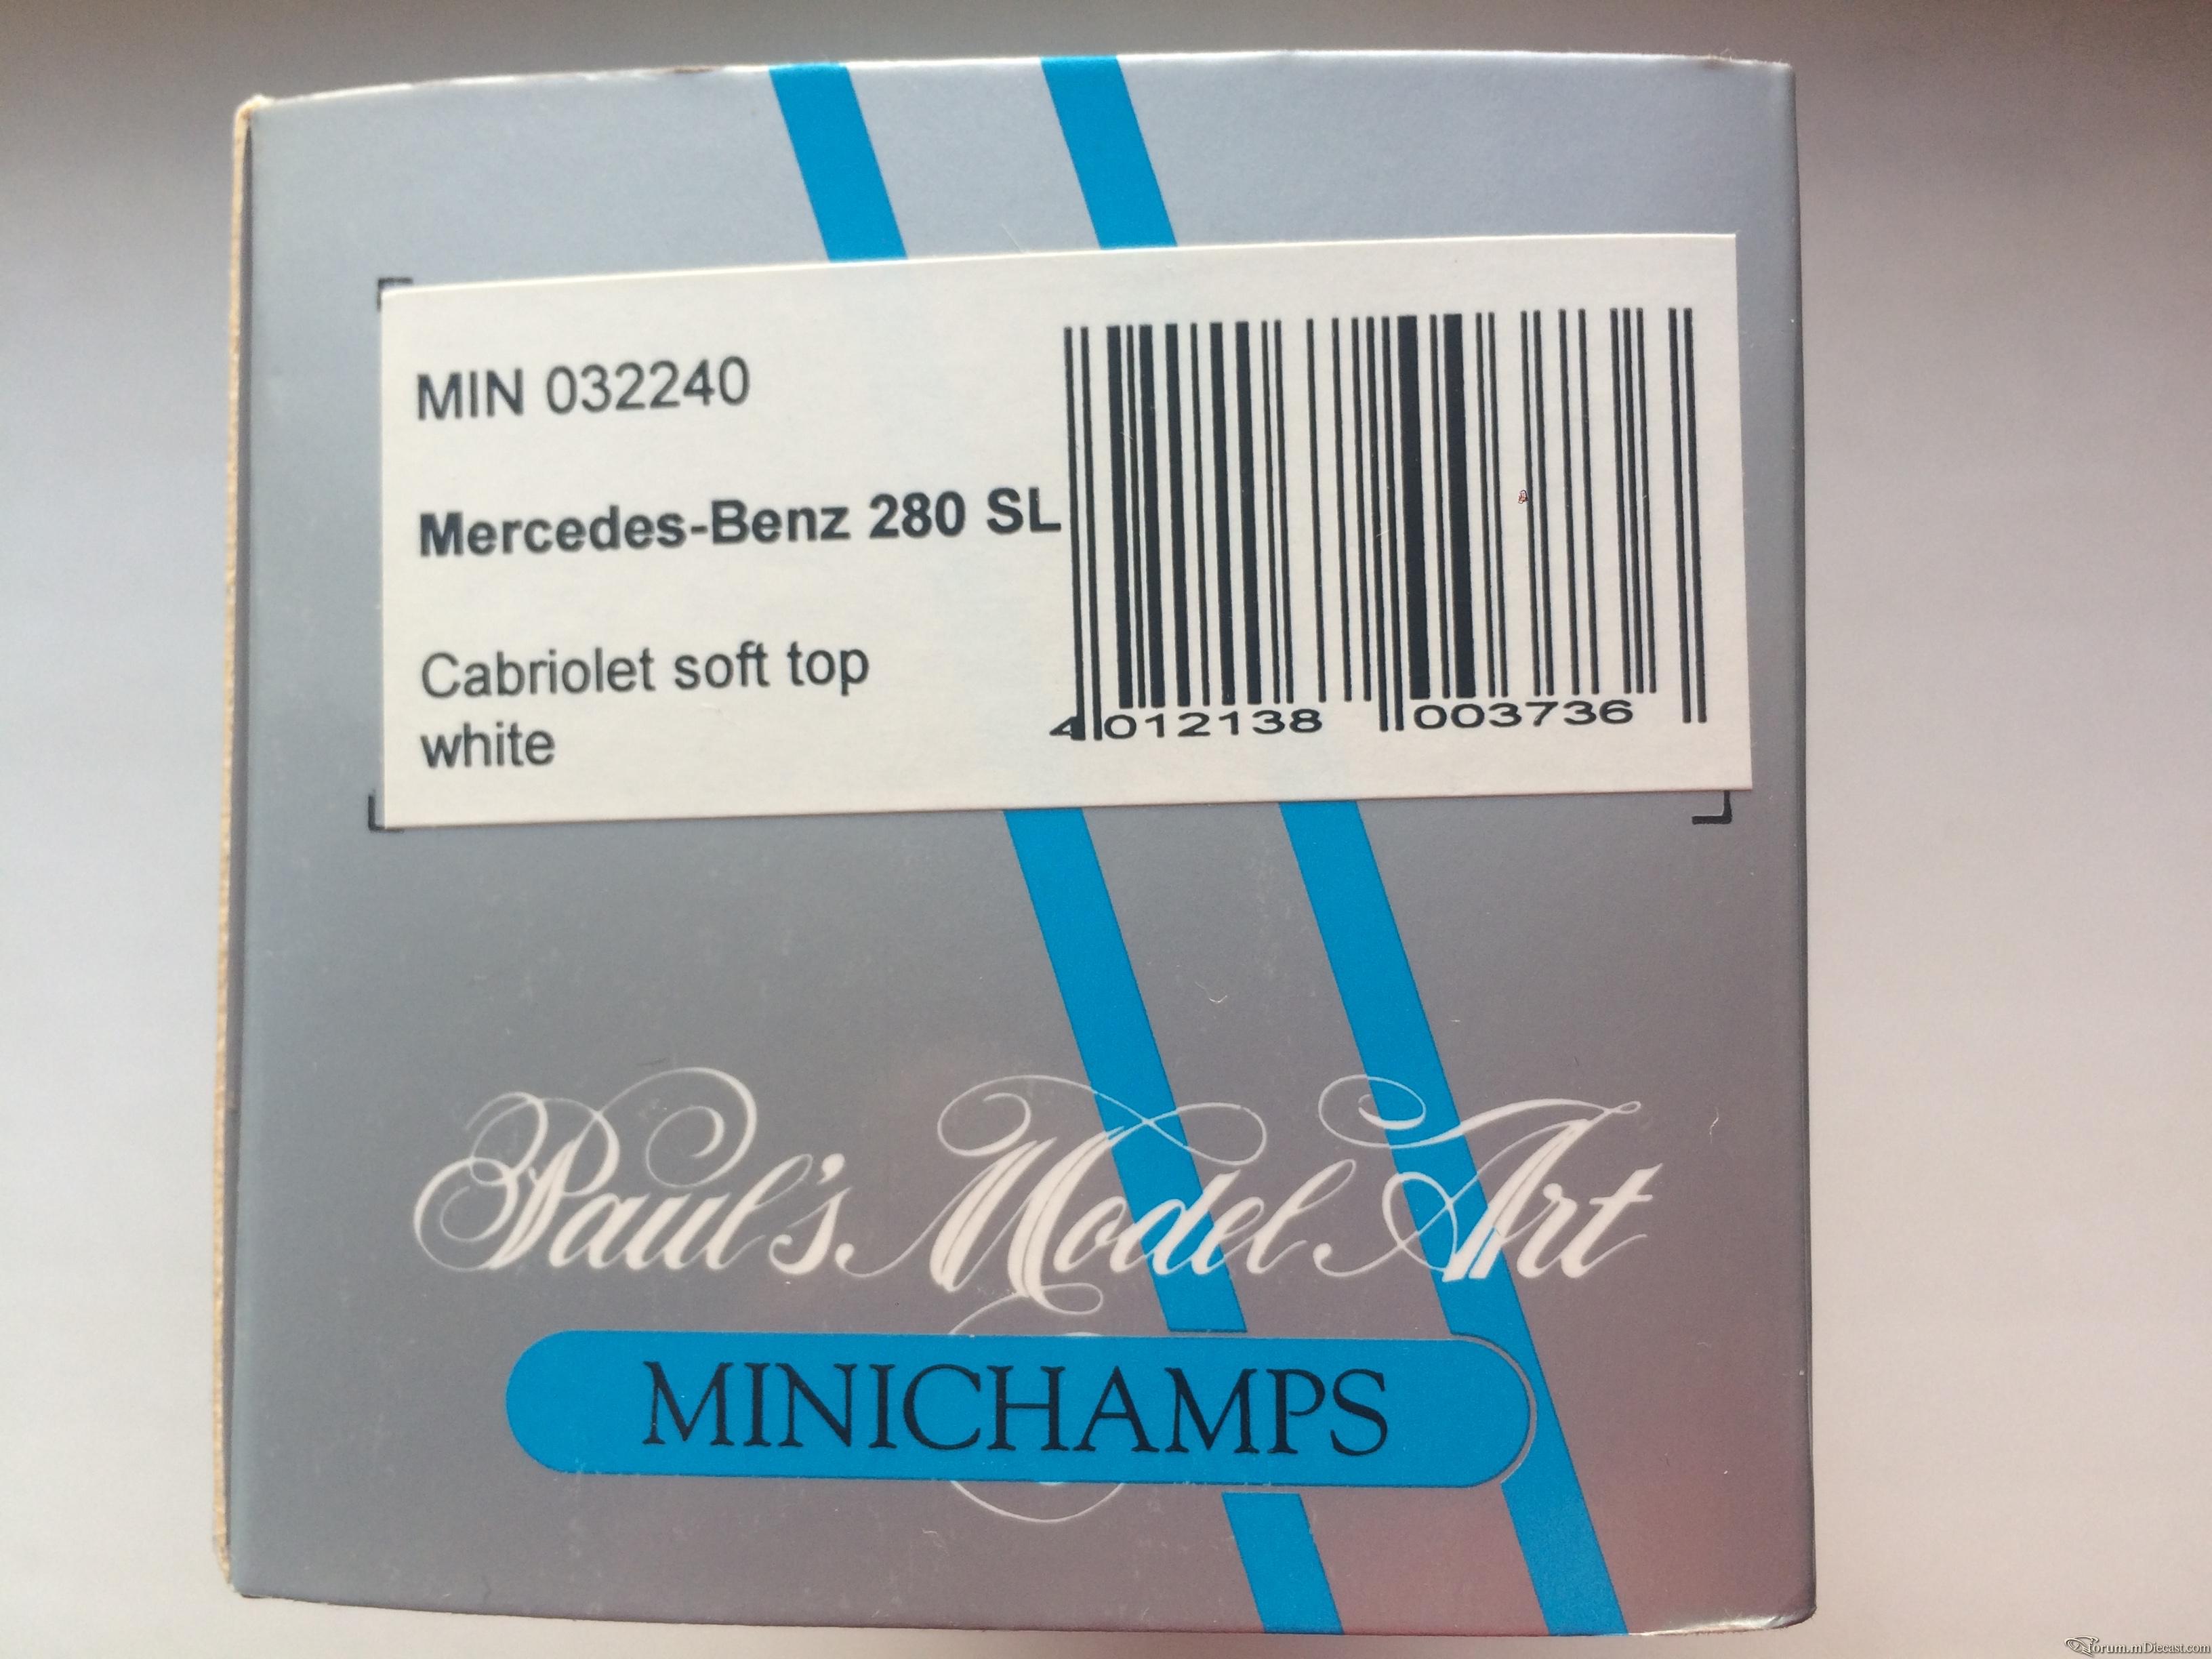 MIN 032240
Mercedes-Benz 280 SL
Cabriolet soft top
white
4 012138 003736
Paul's Model Art
MINICHAMPS
forum.mDiecast.com